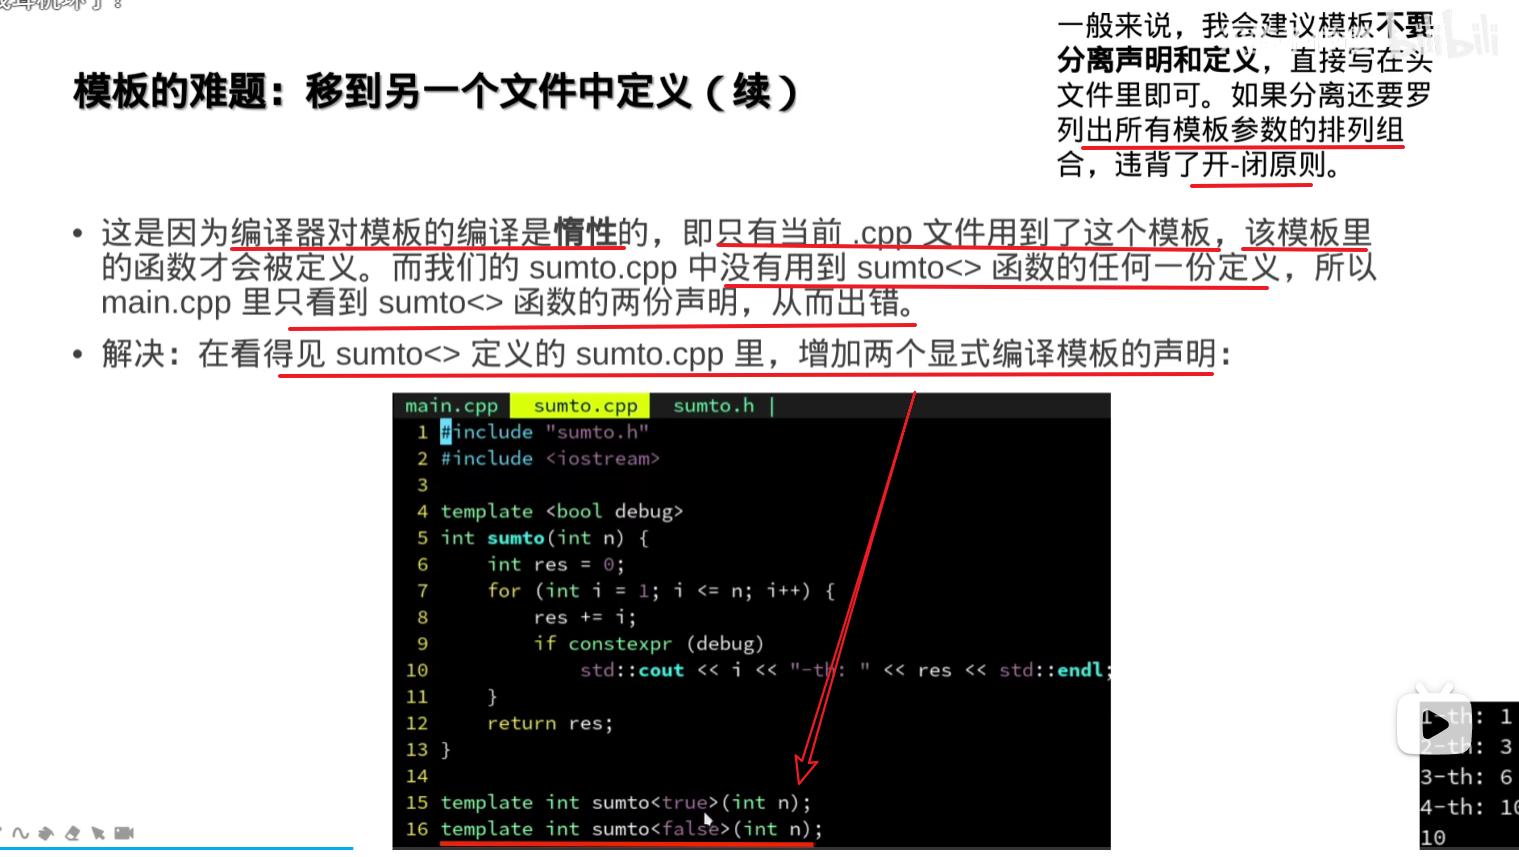 一般来说，我会建议模板不要
分离声明和定义，直接写在头
文件里即可。如果分离还要罗
列出所有模板参数的排列组
合，违背了开-闭原则。
bilibili
模板的难题：移到另一个文件中定义（续）
• 这是因为编译器对模板的编译是惰性的，即只有当前 .cpp 文件用到了这个模板，该模板里
的函数才会被定义。而我们的 sumto.cpp 中没有用到 sumto<> 函数的任何一份定义，所以
main.cpp 里只看到 sumto<> 函数的两份声明，从而出错。
• 解决：在看得见 sumto<> 定义的 sumto.cpp 里，增加两个显式编译模板的声明：
main.cpp sumto.cpp sumto.h |
1 #include "sumto.h"
2 #include <iostream>
3
4 template <bool debug>
5 int sumto(int n) {
6 int res = 0;
7 for (int i = 1; i <= n; i++) {
8 res += i;
9 if constexpr (debug)
10 std::cout << i << "-th: " << res << std::endl;
11 }
12 return res;
13 }
14
15 template int sumto<true>(int n);
16 template int sumto<false>(int n);
1-th: 1
2-th: 3
3-th: 6
4-th: 10
10